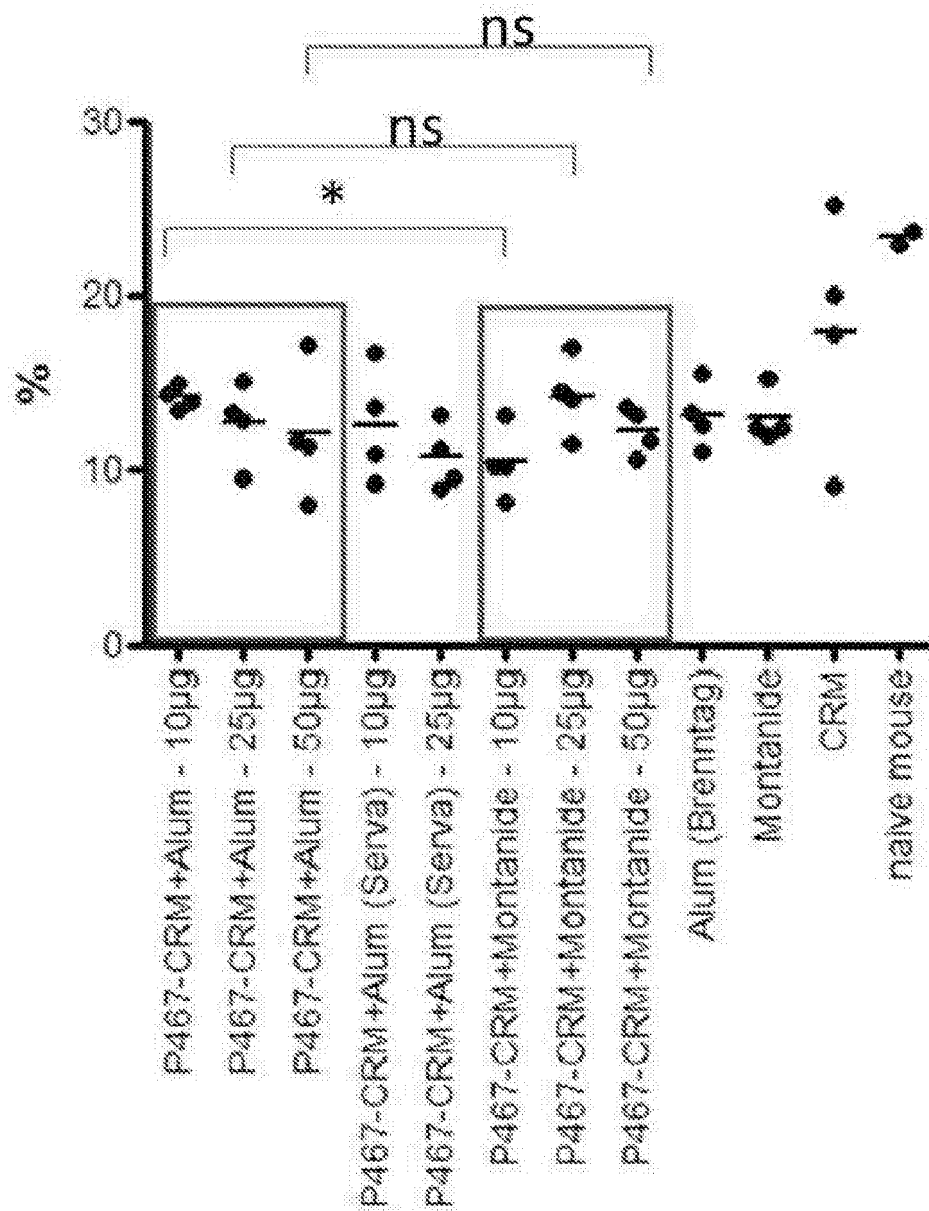 ns
ns
*
30
20
10
0
%
P467-CRM+Alum - 10µg
P467-CRM+Alum - 25µg
P467-CRM+Alum - 50µg
P467-CRM+Alum (Serva) - 10µg
P467-CRM+Alum (Serva) - 25µg
P467-CRM+Montanide - 10µg
P467-CRM+Montanide - 25µg
P467-CRM+Montanide - 50µg
Alum (Brenntag)
Montanide
CRM
naive mouse